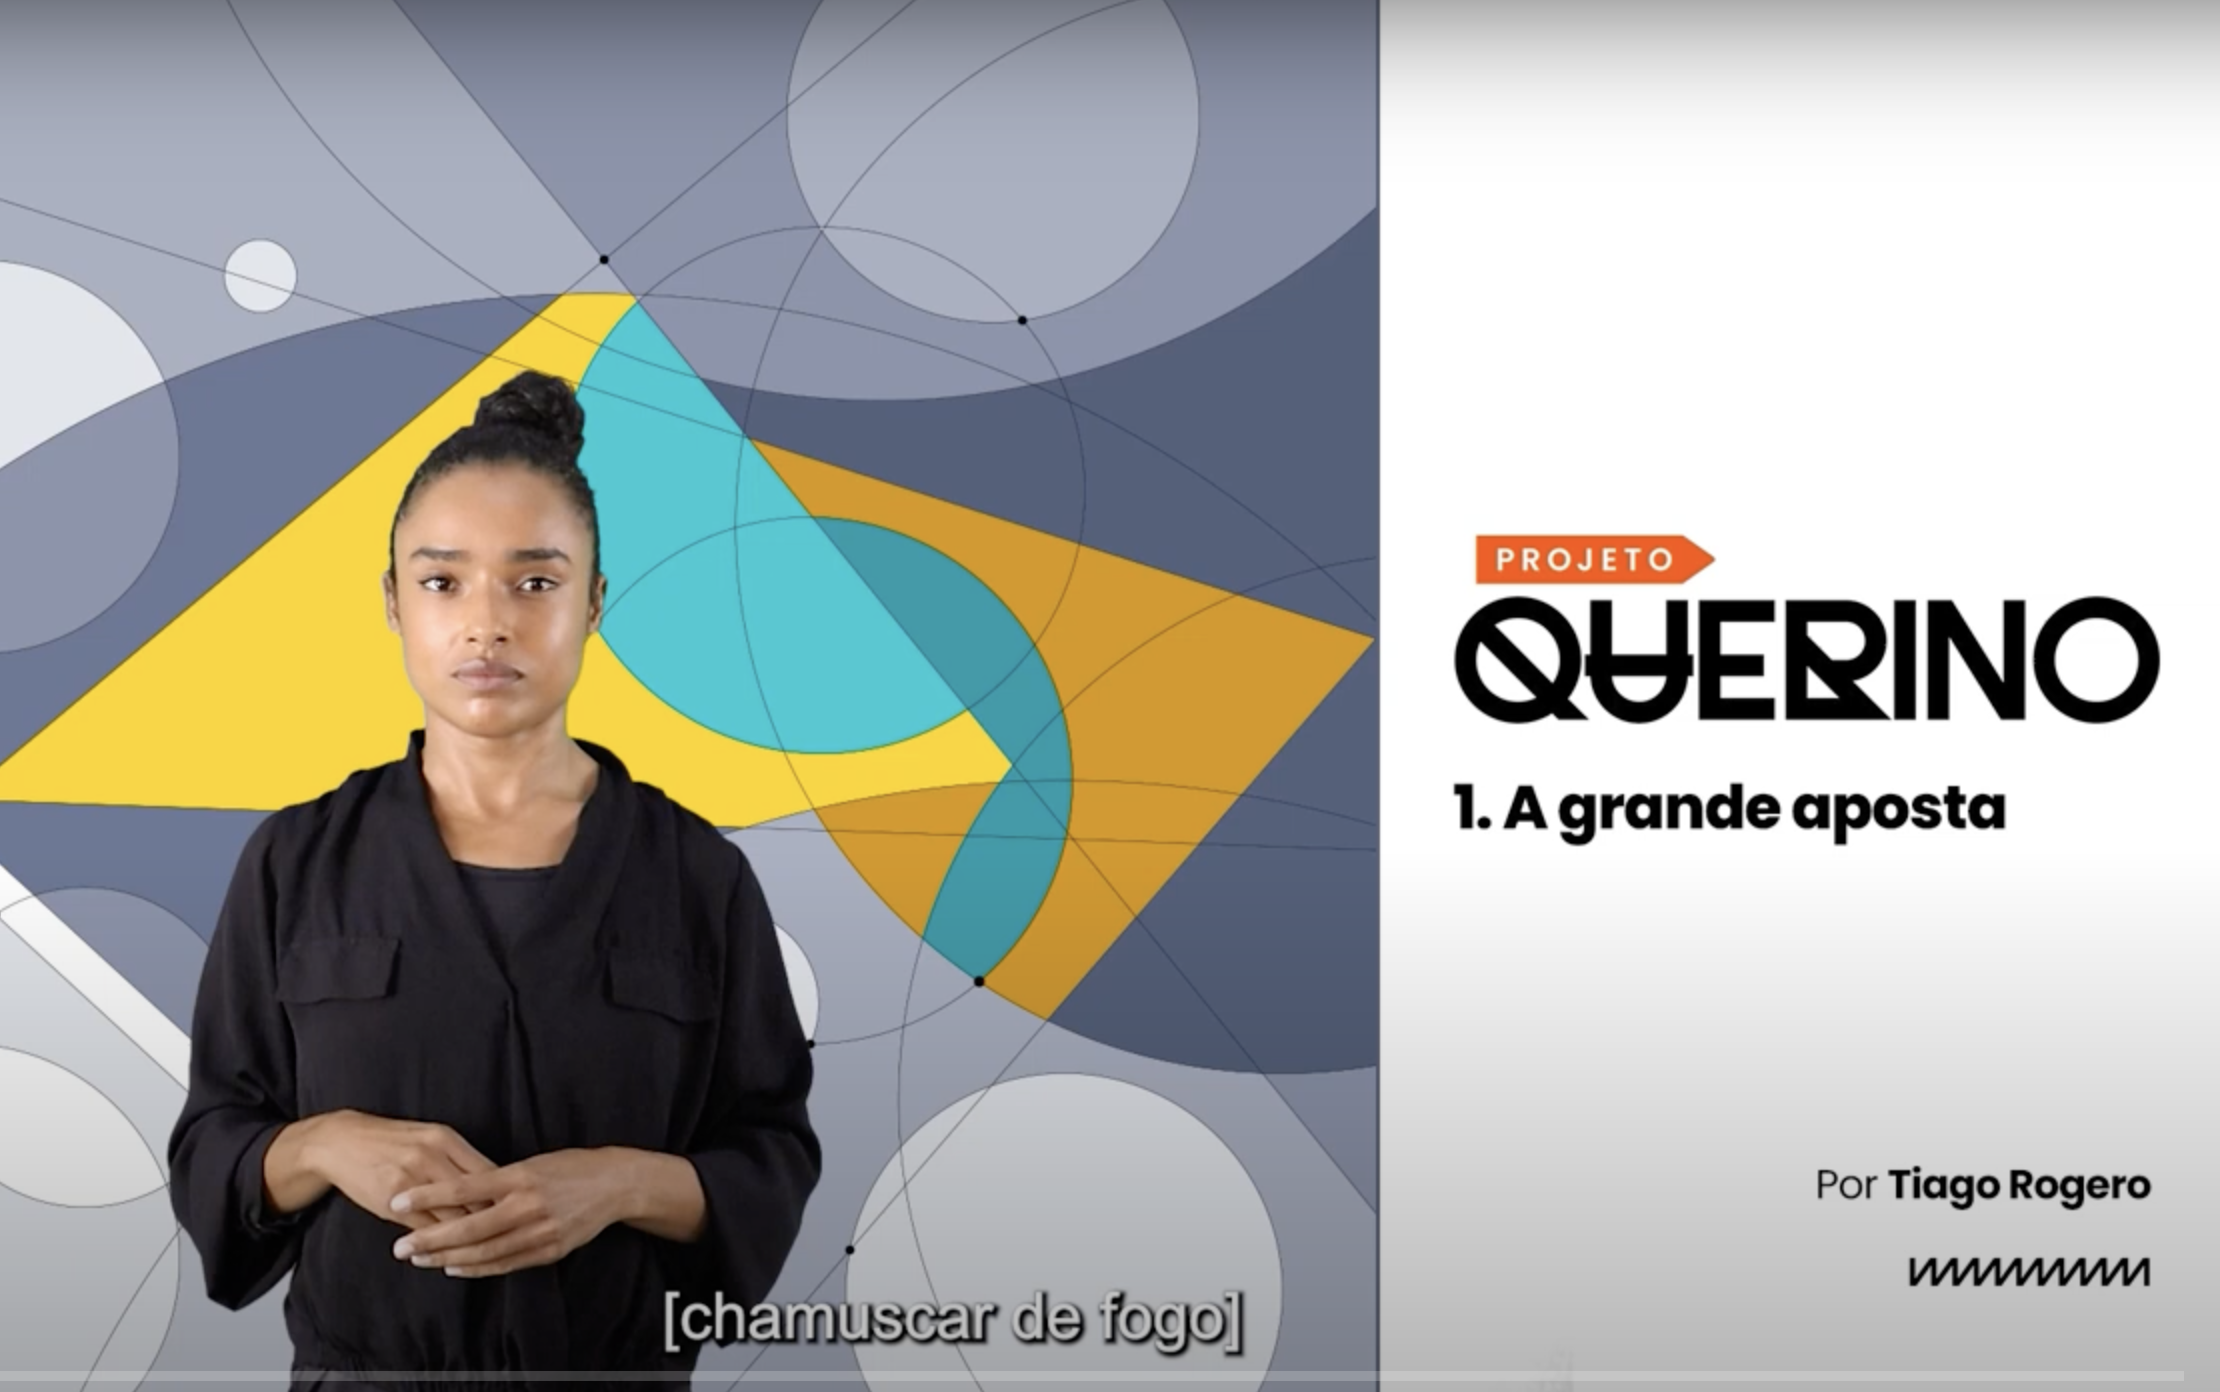 PROJETO
QUERINO
1. A grande aposta
Por Tiago Rogero
[chamuscar de fogo]